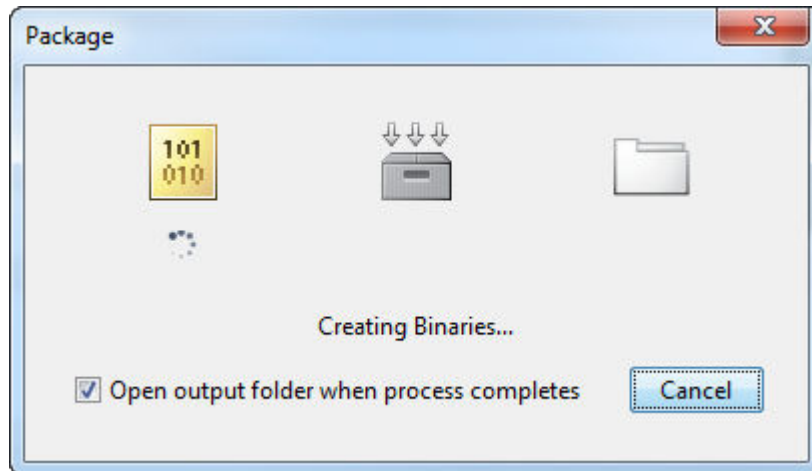 Package
101
010
Creating Binaries...
Open output folder when process completes
Cancel